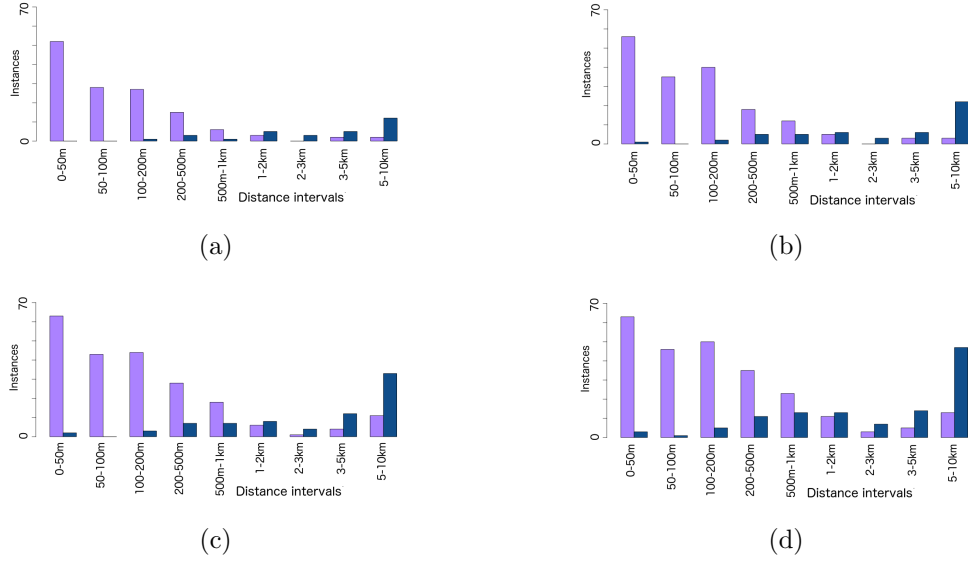 70
Instances
0
0-50m
50-100m
100-200m
200-500m
500m-1km
1-2km
2-3km
3-5km
5-10km
Distance intervals
(a)
70
Instances
0
0-50m
50-100m
100-200m
200-500m
500m-1km
1-2km
2-3km
3-5km
5-10km
Distance intervals
(b)
70
Instances
0
0-50m
50-100m
100-200m
200-500m
500m-1km
1-2km
2-3km
3-5km
5-10km
Distance intervals
(c)
70
Instances
0
0-50m
50-100m
100-200m
200-500m
500m-1km
1-2km
2-3km
3-5km
5-10km
Distance intervals
(d)